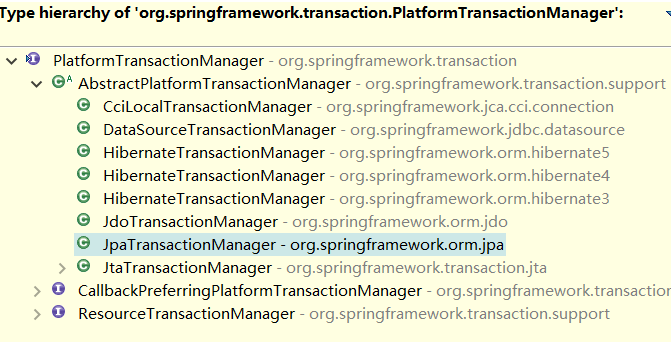 Type hierarchy of 'org.springframework.transaction.PlatformTransactionManager':
PlatformTransactionManager - org.springframework.transaction
AbstractPlatformTransactionManager - org.springframework.transaction.support
CciLocalTransactionManager - org.springframework.jca.cci.connection
DataSourceTransactionManager - org.springframework.jdbc.datasource
HibernateTransactionManager - org.springframework.orm.hibernate5
HibernateTransactionManager - org.springframework.orm.hibernate4
HibernateTransactionManager - org.springframework.orm.hibernate3
JdoTransactionManager - org.springframework.orm.jdo
JpaTransactionManager - org.springframework.orm.jpa
JtaTransactionManager - org.springframework.transaction.jta
CallbackPreferringPlatformTransactionManager - org.springframework.transaction
ResourceTransactionManager - org.springframework.transaction.support